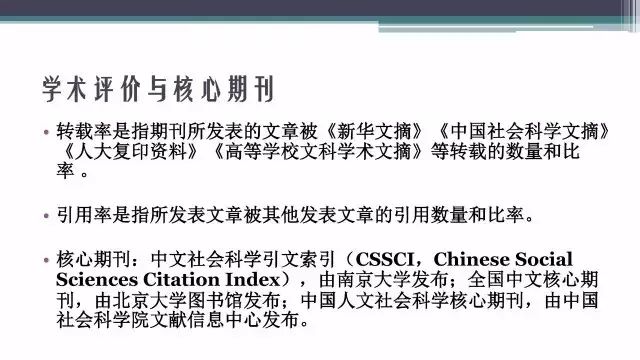 学术评价与核心期刊
• 转载率是指期刊所发表的文章被《新华文摘》《中国社会科学文摘》
《人大复印资料》《高等学校文科学术文摘》等转载的数量和比
率 。
• 引用率是指所发表文章被其他发表文章的引用数量和比率。
• 核心期刊：中文社会科学引文索引（CSSCI，Chinese Social
Sciences Citation Index），由南京大学发布；全国中文核心期
刊，由北京大学图书馆发布；中国人文社会科学核心期刊，由中国
社会科学院文献信息中心发布。